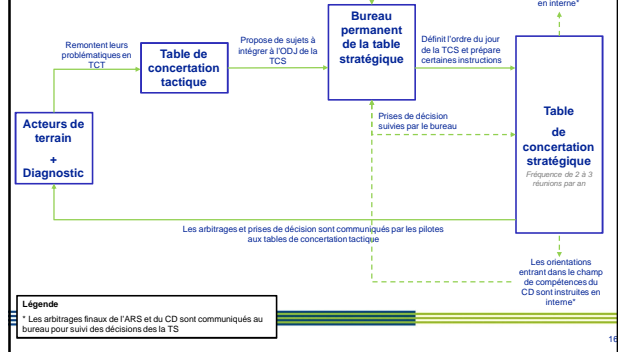 en interne*
Bureau
permanent
de la table
stratégique
Remontent leurs
problématiques en
TCT
Table de
concertation
tactique
Propose de sujets à
intégrer à l'ODJ de la
TCS
Définit l'ordre du jour
de la TCS et prépare
certaines instructions
Acteurs de
terrain
+
Diagnostic
Prises de décision
suivies par le bureau
Table
de
concertation
stratégique
Fréquence de 2 à 3
réunions par an
Les arbitrages et prises de décision sont communiqués par les pilotes
aux tables de concertation tactique
Les orientations
entrant dans le champ
de compétences du
CD sont instruites en
interne*
Légende
* Les arbitrages finaux de l'ARS et du CD sont communiqués au
bureau pour suivi des décisions des la TS
16